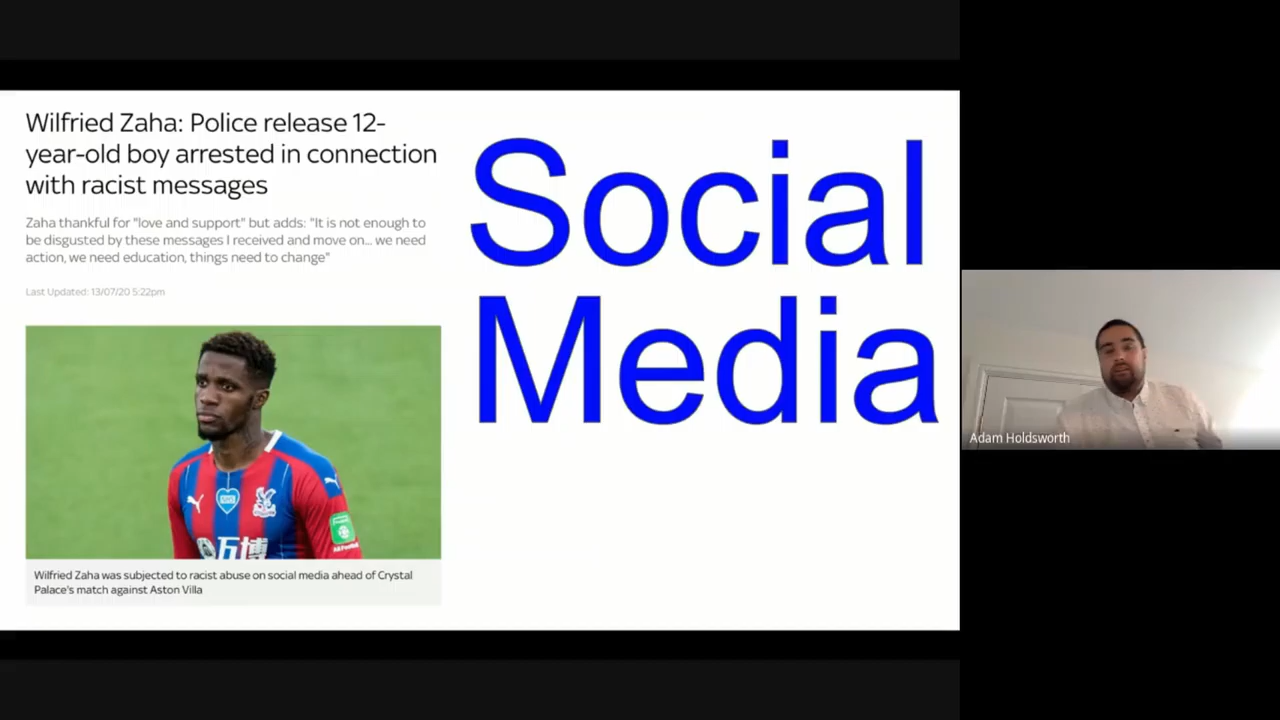 Wilfried Zaha: Police release 12-
year-old boy arrested in connection
with racist messages
Zaha thankful for "love and support" but adds: "It is not enough to
be disgusted by these messages I received and move on... we need
action, we need education, things need to change"
Last Updated: 13/07/20 5:22pm
万博
Wilfried Zaha was subjected to racist abuse on social media ahead of Crystal
Palace's match against Aston Villa
Social
Media
Adam Holdsworth